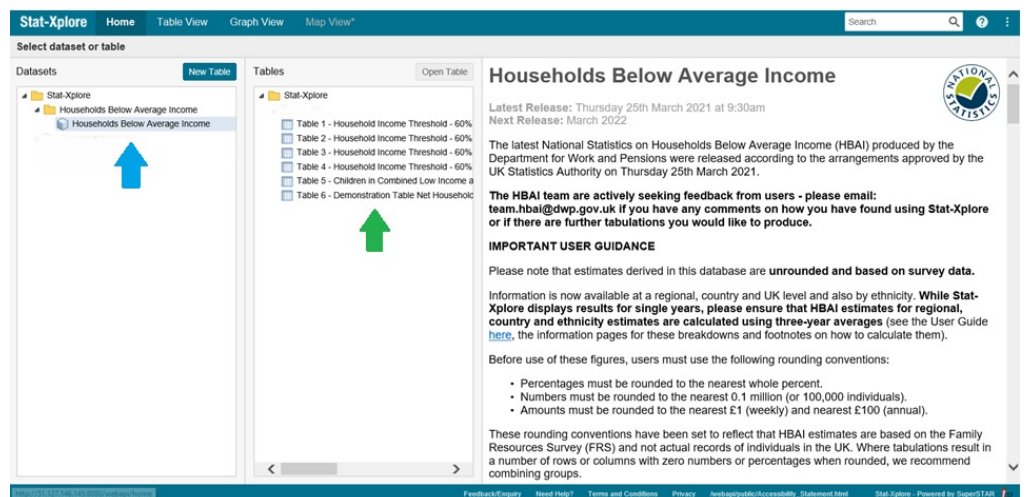 Stat-Xplore Home Table View Graph View Map View* Search
Select dataset or table
Datasets New Table
Stat-Xplore
Households Below Average Income
Households Below Average Income
Tables Open Table
Stat-Xplore
Table 1 - Household Income Threshold - 60%
Table 2 - Household Income Threshold - 60%
Table 3 - Household Income Threshold - 60%
Table 4 - Household Income Threshold - 60%
Table 5 - Children in Combined Low Income a
Table 6 - Demonstration Table Net Household
Households Below Average Income
NATIONAL STATISTICS
Latest Release: Thursday 25th March 2021 at 9:30am
Next Release: March 2022
The latest National Statistics on Households Below Average Income (HBAI) produced by the
Department for Work and Pensions were released according to the arrangements approved by the
UK Statistics Authority on Thursday 25th March 2021.
The HBAI team are actively seeking feedback from users - please email:
team.hbai@dwp.gov.uk if you have any comments on how you have found using Stat-Xplore
or if there are further tabulations you would like to produce.
IMPORTANT USER GUIDANCE
Please note that estimates derived in this database are unrounded and based on survey data.
Information is now available at a regional, country and UK level and also by ethnicity. While Stat-
Xplore displays results for single years, please ensure that HBAI estimates for regional,
country and ethnicity estimates are calculated using three-year averages (see the User Guide
here, the information pages for these breakdowns and footnotes on how to calculate them).
Before use of these figures, users must use the following rounding conventions:
• Percentages must be rounded to the nearest whole percent.
• Numbers must be rounded to the nearest 0.1 million (or 100,000 individuals).
• Amounts must be rounded to the nearest £1 (weekly) and nearest £100 (annual).
These rounding conventions have been set to reflect that HBAI estimates are based on the Family
Resources Survey (FRS) and not actual records of individuals in the UK. Where tabulations result in
a number of rows or columns with zero numbers or percentages when rounded, we recommend
combining groups.
Feedback/Enquiry Need Help? Terms and Conditions Privacy /webapi/public/Accessibility_Statement.html Stat-Xplore - Powered by SuperSTAR